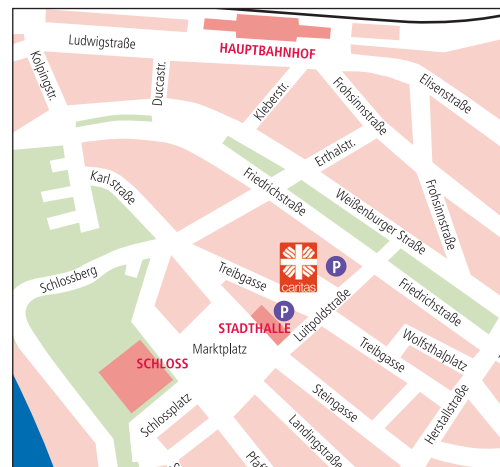 Ludwigstraße
HAUPTBAHNHOF
Kolpingstr.
Duccastr.
Kleberstr.
Frohsinnstraße
Elisenstraße
Erthalstr.
Karlstraße
Friedrichstraße
Weißenburger Straße
Frohsinnstraße
Schlossberg
Treibgasse
caritas
P
P
STADTHALLE
Luitpoldstraße
Friedrichstraße
Marktplatz
Treibgasse
Wolfsthalplatz
SCHLOSS
Schlossplatz
Steingasse
Herstallstraße
Landingstraße
Pfaf